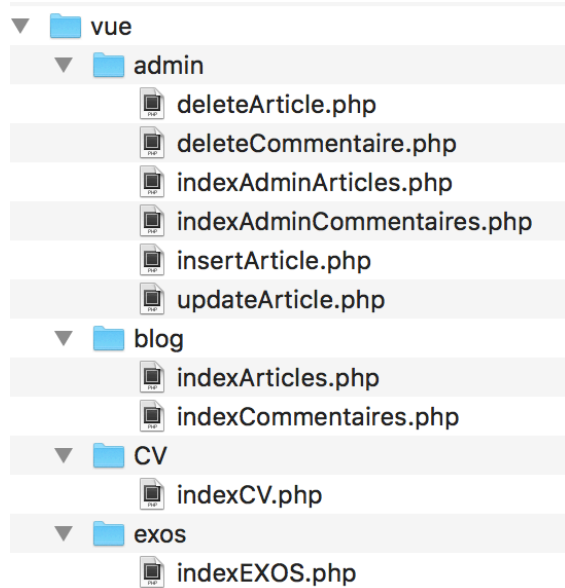 vue
admin
deleteArticle.php
deleteCommentaire.php
indexAdminArticles.php
indexAdminCommentaires.php
insertArticle.php
updateArticle.php
blog
indexArticles.php
indexCommentaires.php
CV
indexCV.php
exos
indexEXOS.php